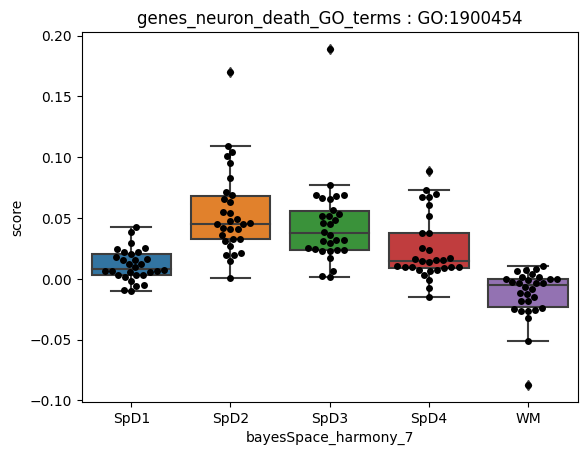 genes_neuron_death_GO_terms : GO:1900454
0.20
0.15
0.10
0.05
0.00
−0.05
−0.10
score
SpD1 SpD2 SpD3 SpD4 WM
bayesSpace_harmony_7